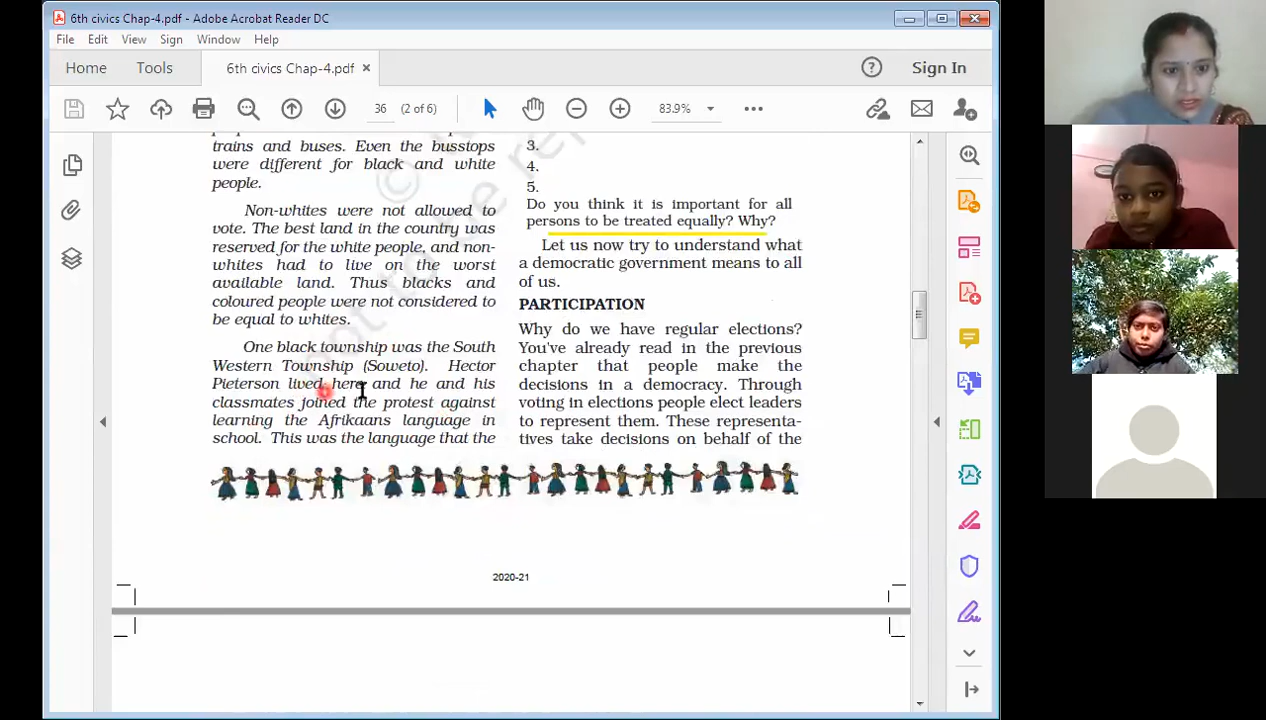 6th civics Chap-4.pdf - Adobe Acrobat Reader DC
File Edit View Sign Window Help
Home Tools 6th civics Chap-4.pdf × Sign In
36 (2 of 6) 83.9%
trains and buses. Even the busstops
were different for black and white
people.
Non-whites were not allowed to
vote. The best land in the country was
reserved for the white people, and non-
whites had to live on the worst
available land. Thus blacks and
coloured people were not considered to
be equal to whites.
One black township was the South
Western Township (Soweto). Hector
Pieterson lived here and he and his
classmates joined the protest against
learning the Afrikaans language in
school. This was the language that the
3.
4.
5.
Do you think it is important for all
persons to be treated equally? Why?
Let us now try to understand what
a democratic government means to all
of us.
PARTICIPATION
Why do we have regular elections?
You've already read in the previous
chapter that people make the
decisions in a democracy. Through
voting in elections people elect leaders
to represent them. These representa-
tives take decisions on behalf of the
2020-21